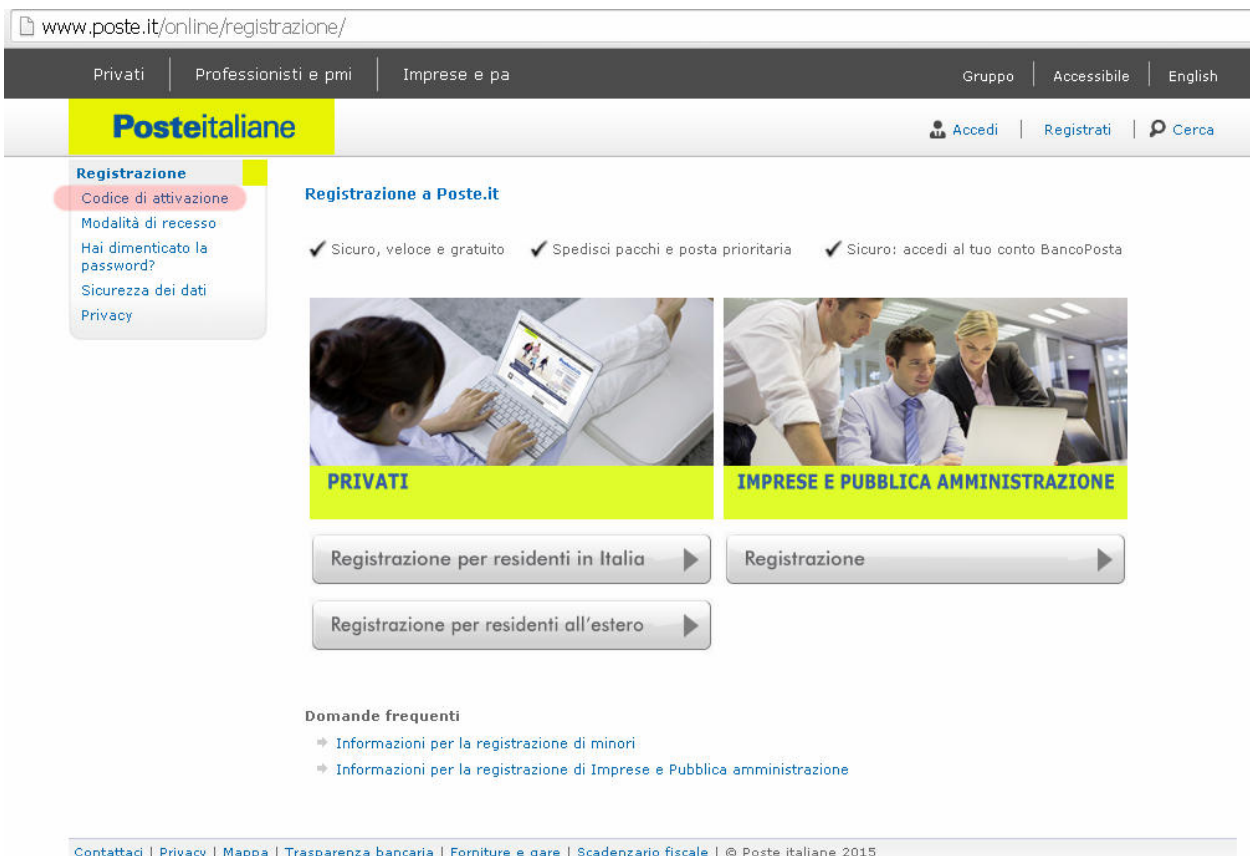 www.poste.it/online/registrazione/
Privati Professionisti e pmi Imprese e pa Gruppo Accessibile English
Posteitaliane Accedi Registrati Cerca
Registrazione
Codice di attivazione
Modalità di recesso
Hai dimenticato la
password?
Sicurezza dei dati
Privacy
Registrazione a Poste.it
Sicuro, veloce e gratuito Spedisci pacchi e posta prioritaria Sicuro: accedi al tuo conto BancoPosta
PRIVATI
IMPRESE E PUBBLICA AMMINISTRAZIONE
Registrazione per residenti in Italia
Registrazione
Registrazione per residenti all'estero
Domande frequenti
Informazioni per la registrazione di minori
Informazioni per la registrazione di Imprese e Pubblica amministrazione
Contattaci | Privacy | Mappa | Trasparenza bancaria | Forniture e gare | Scadenzario fiscale | © Poste italiane 2015